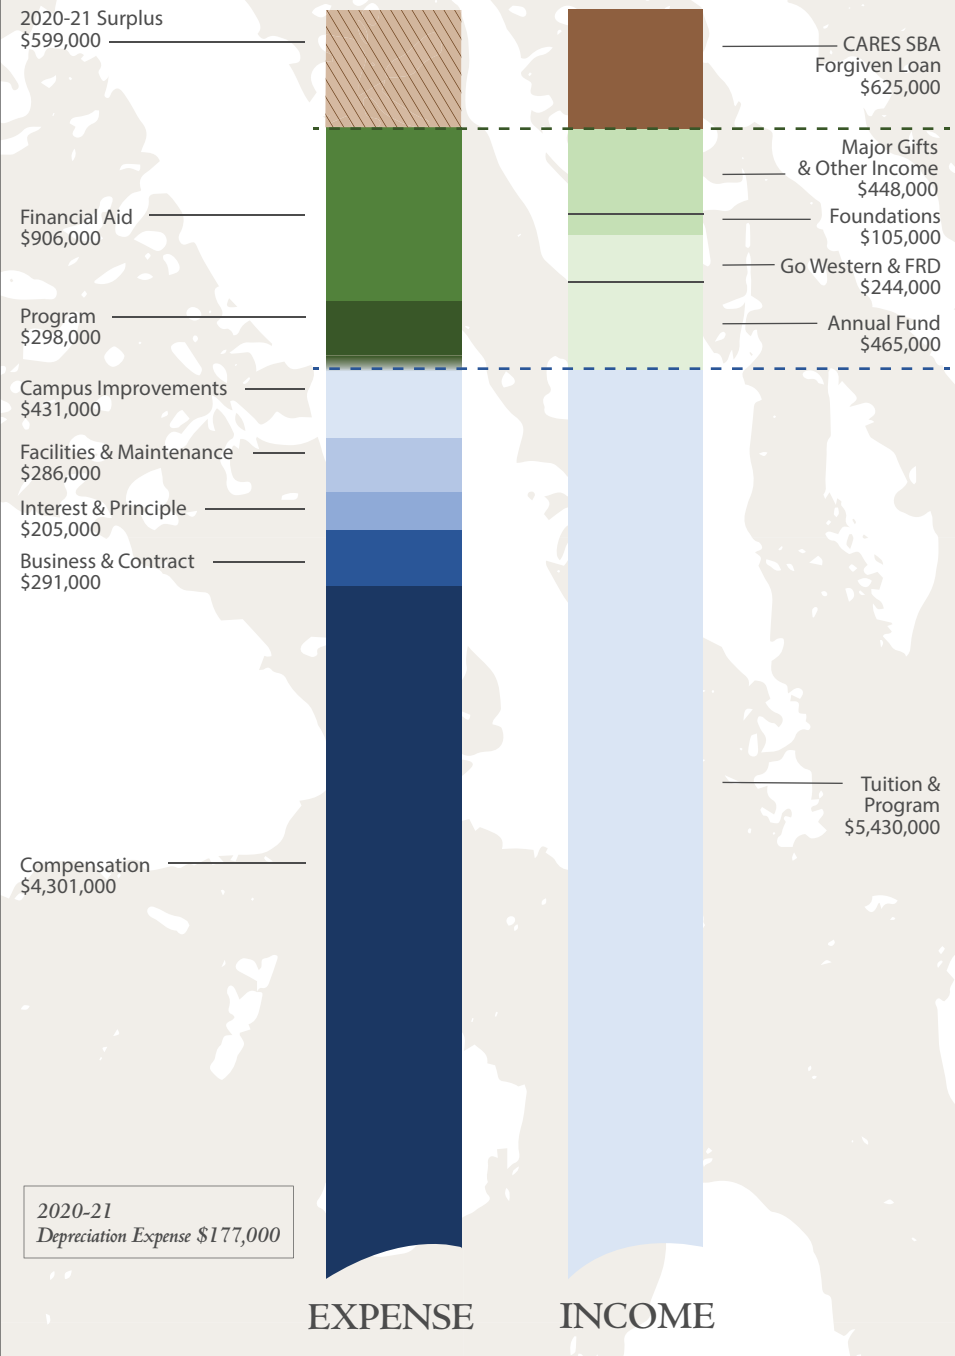 2020-21 Surplus
$599,000
Financial Aid
$906,000
Program
$298,000
Campus Improvements
$431,000
Facilities & Maintenance
$286,000
Interest & Principle
$205,000
Business & Contract
$291,000
Compensation
$4,301,000
2020-21
Depreciation Expense $177,000
EXPENSE
CARES SBA
Forgiven Loan
$625,000
Major Gifts
& Other Income
$448,000
Foundations
$105,000
Go Western & FRD
$244,000
Annual Fund
$465,000
Tuition &
Program
$5,430,000
INCOME